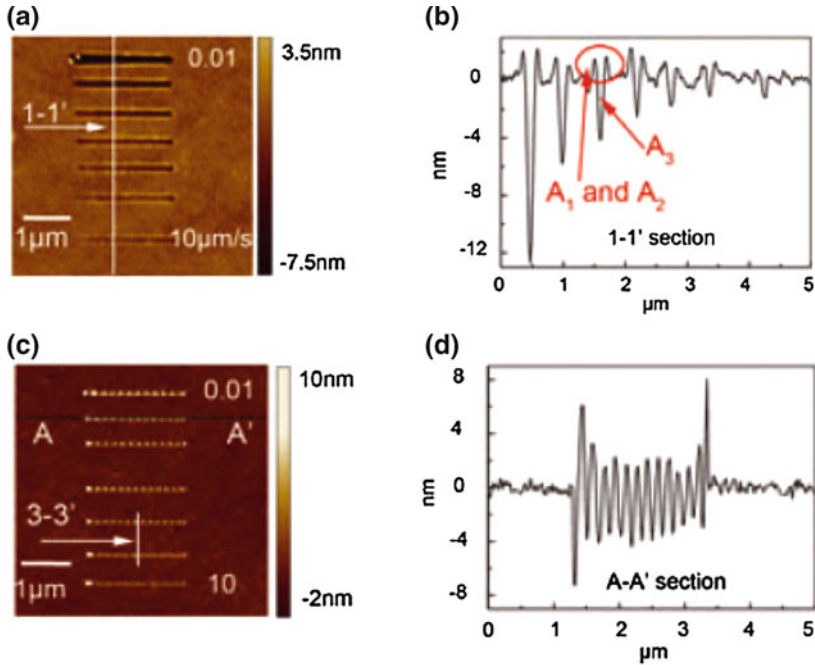 (a)
0.01
1-1'
1μm
10μm/s
3.5nm
-7.5nm
(b)
nm
0
-4
-8
-12
A3
A1 and A2
1-1' section
0 1 2 3 4 5
μm
(c)
0.01
A A'
3-3'
1μm
10
10nm
-2nm
(d)
nm
8
4
0
-4
-8
A-A' section
0 1 2 3 4 5
μm